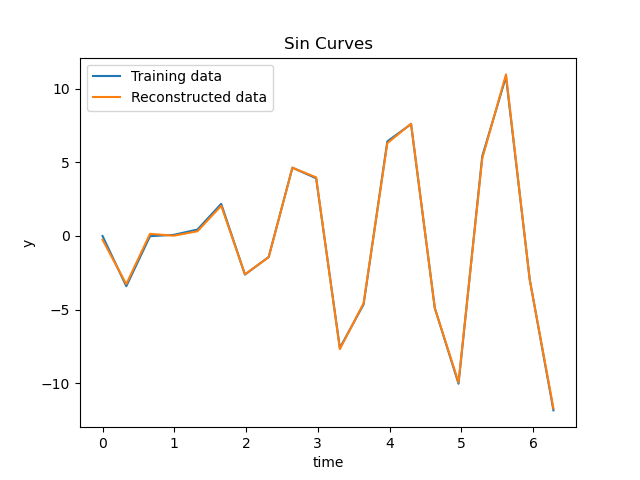 Sin Curves
Training data
Reconstructed data
10
5
0
−5
−10
y
0 1 2 3 4 5 6
time